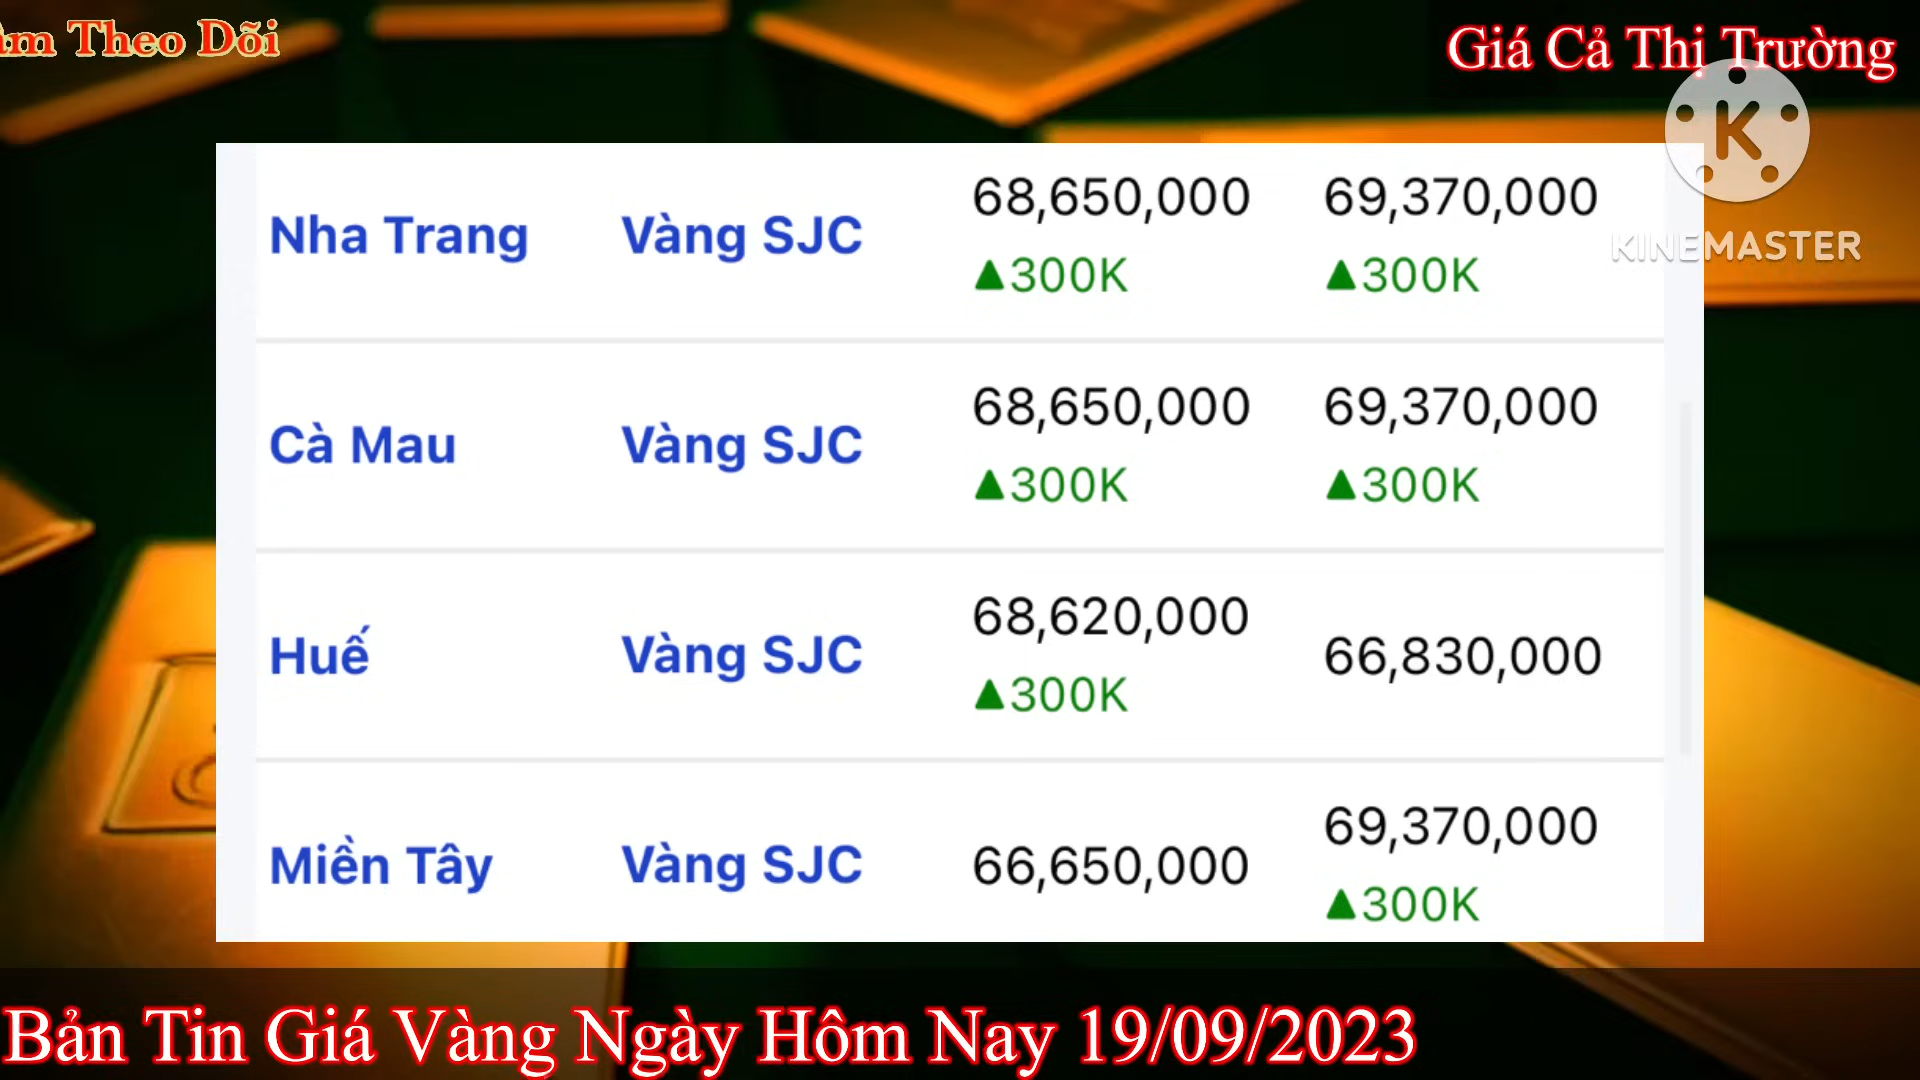 Theo Dõi
Giá Cả Thị Trường
K
KINEMASTER
Nha Trang Vàng SJC 68,650,000 69,370,000
▲300K ▲300K
Cà Mau Vàng SJC 68,650,000 69,370,000
▲300K ▲300K
Huế Vàng SJC 68,620,000 66,830,000
▲300K
Miền Tây Vàng SJC 66,650,000 69,370,000
▲300K
Bản Tin Giá Vàng Ngày Hôm Nay 19/09/2023